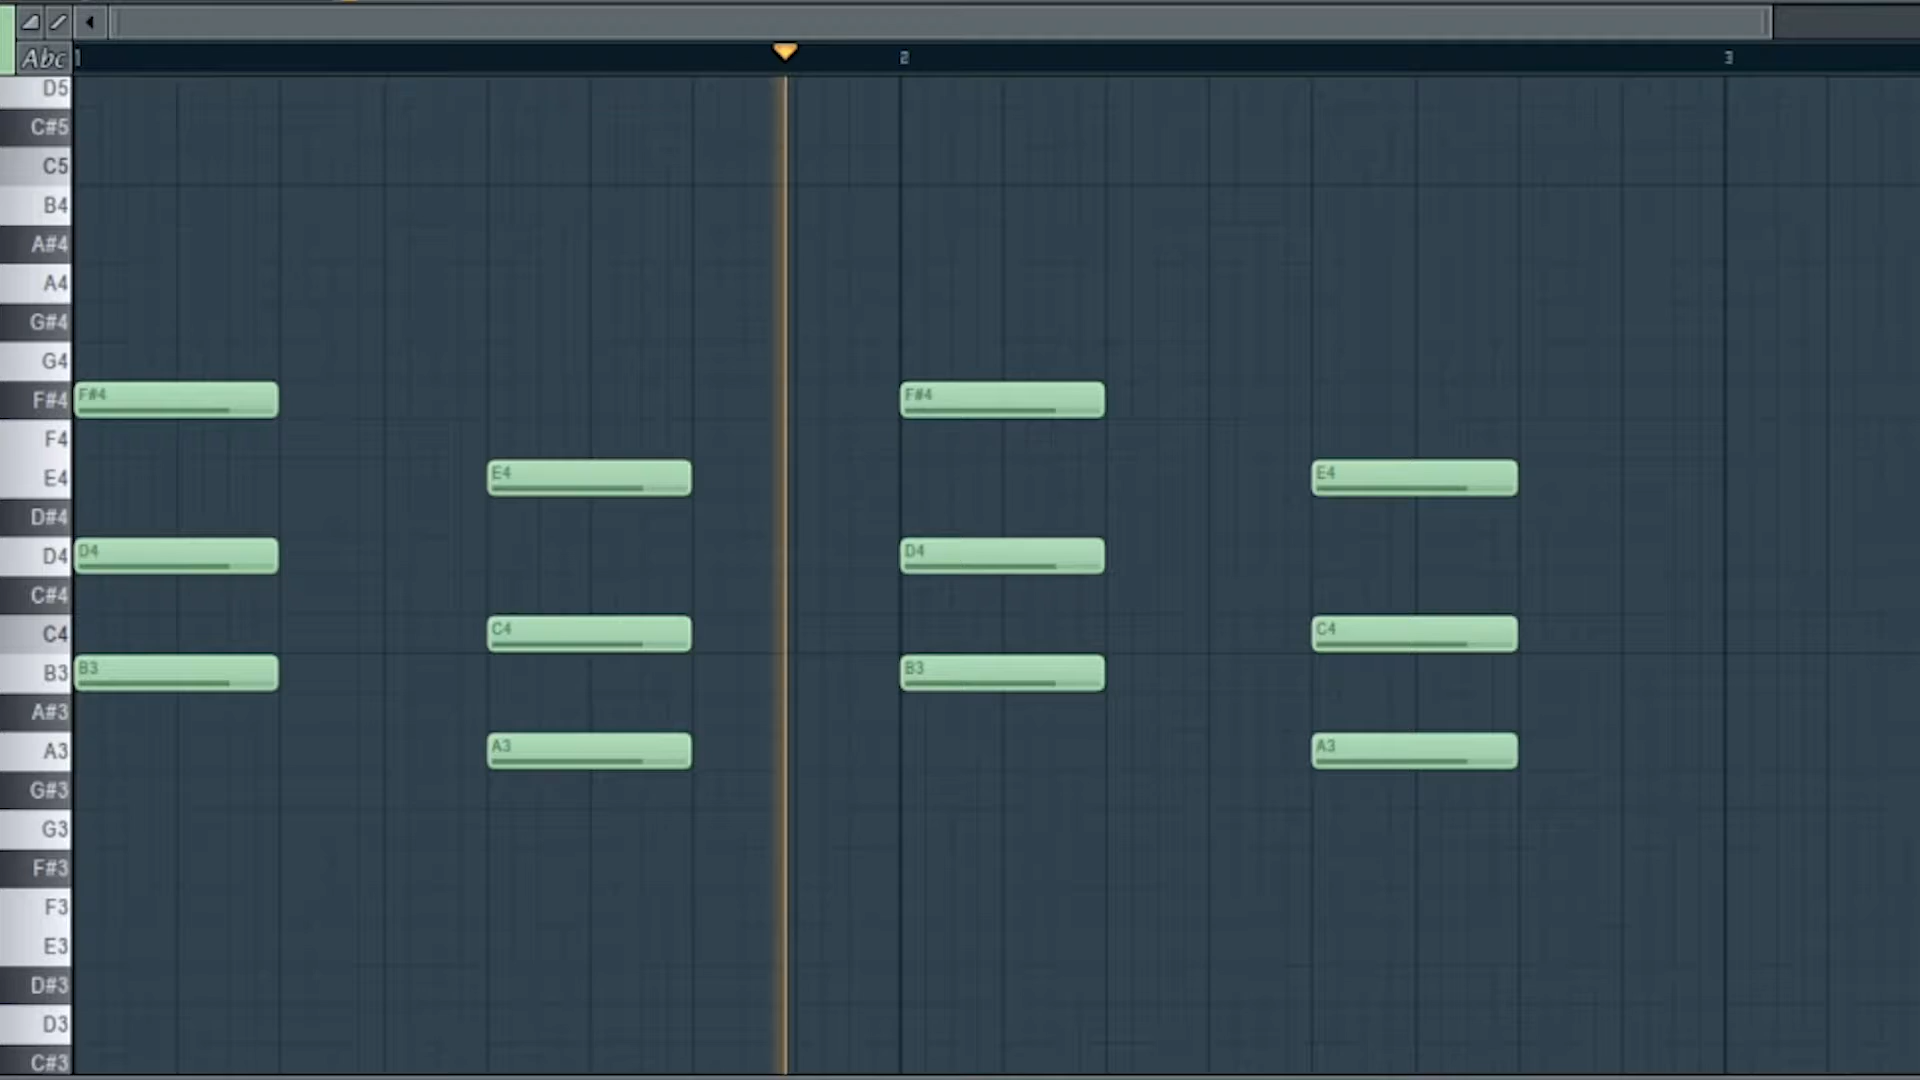 Abc 1 2 3
D5
C#5
C5
B4
A#4
A4
G#4
G4
F#4 F#4 F#4
F4
E4 E4 E4
D#4
D4 D4 D4
C#4
C4 C4 C4
B3 B3 B3
A#3
A3 A3 A3
G#3
G3
F#3
F3
E3
D#3
D3
C#3